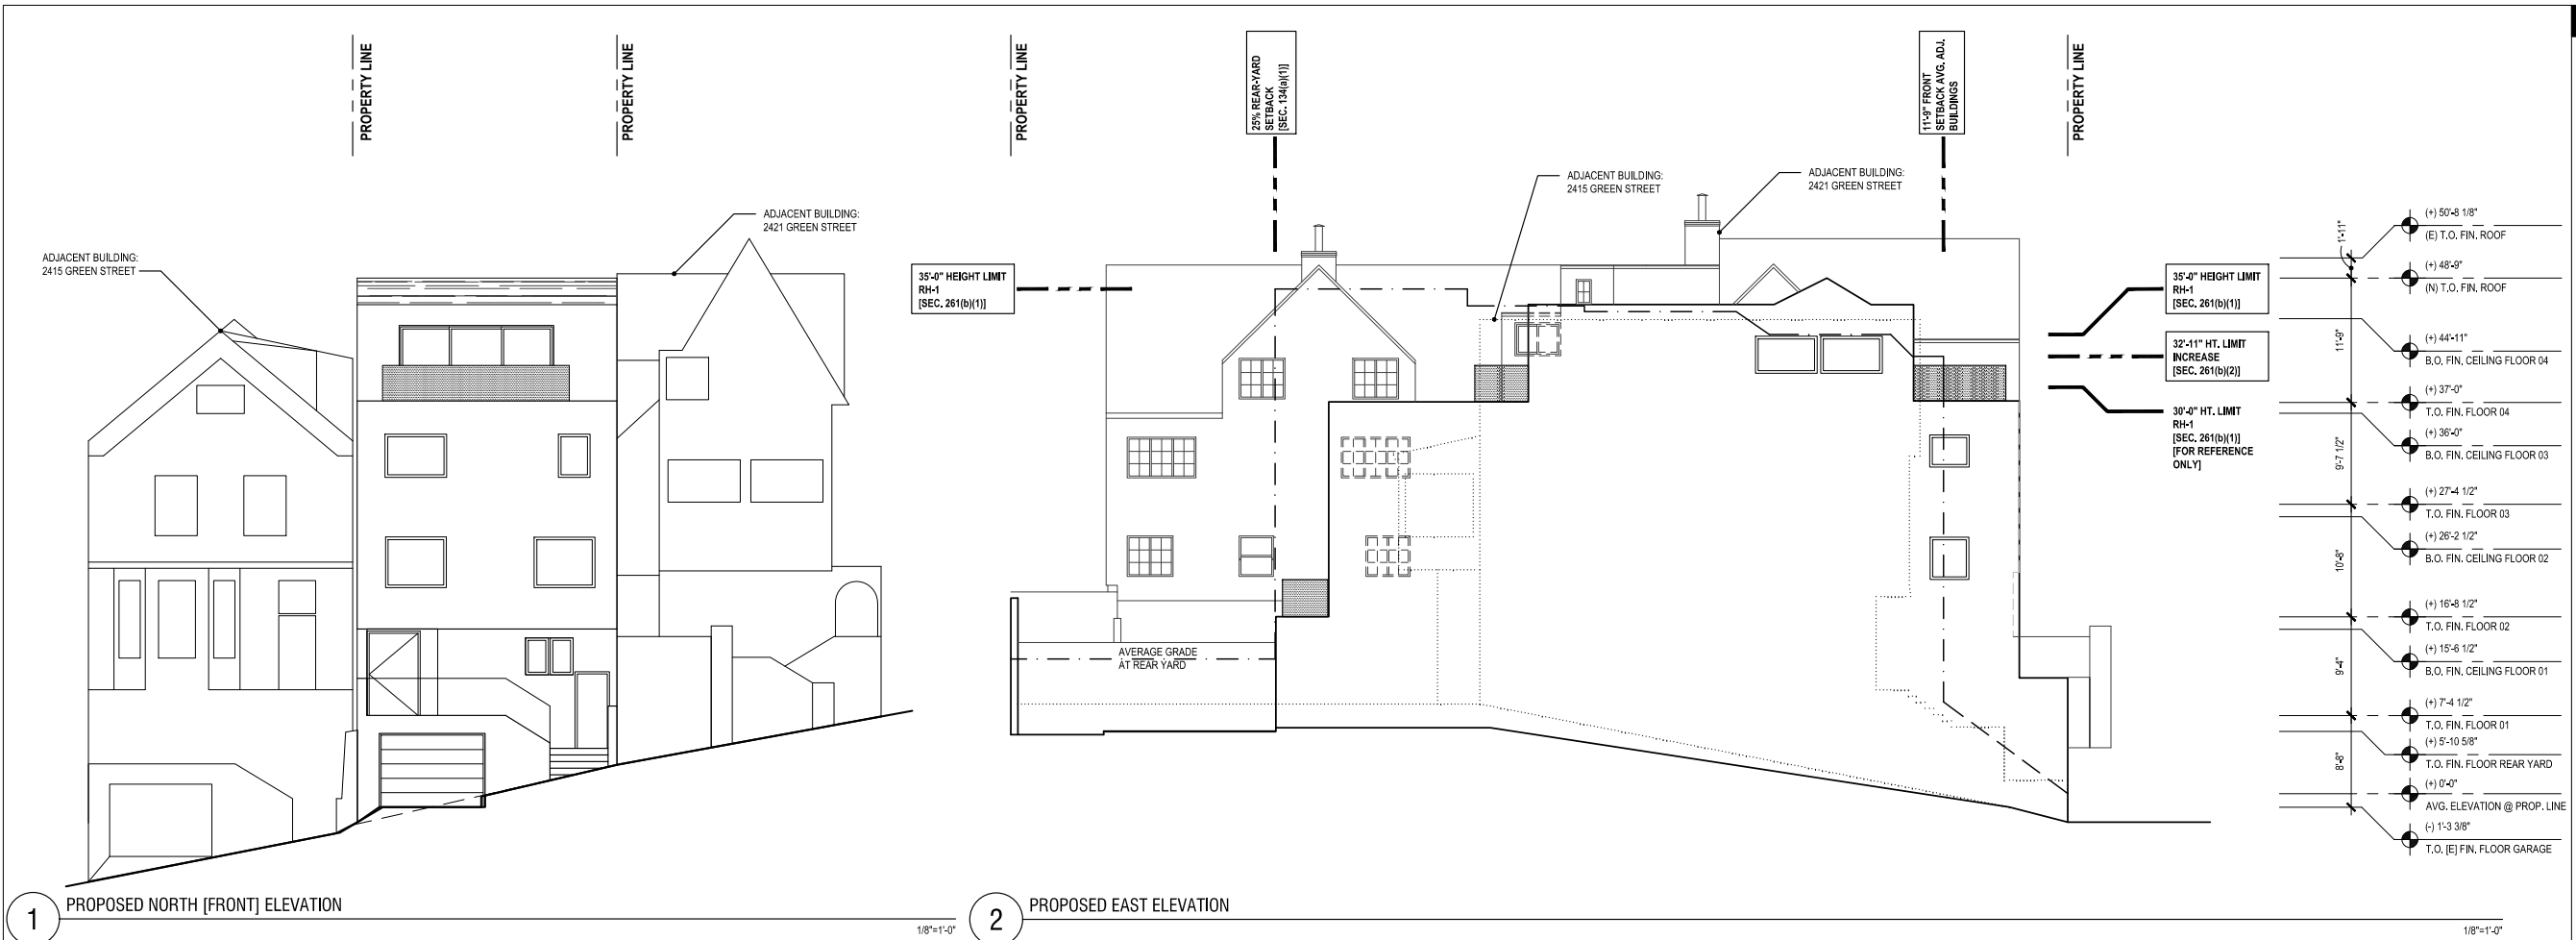 PROPERTY LINE
PROPERTY LINE
ADJACENT BUILDING:
2415 GREEN STREET
ADJACENT BUILDING:
2421 GREEN STREET
1
PROPOSED NORTH [FRONT] ELEVATION
1/8"=1'-0"
PROPERTY LINE
25% REAR-YARD
SETBACK
[SEC. 134(a)(1)]
11'-9" FRONT
SETBACK AVG. ADJ.
BUILDINGS
PROPERTY LINE
ADJACENT BUILDING:
2415 GREEN STREET
ADJACENT BUILDING:
2421 GREEN STREET
35'-0" HEIGHT LIMIT
RH-1
[SEC. 261(b)(1)]
AVERAGE GRADE
AT REAR YARD
35'-0" HEIGHT LIMIT
RH-1
[SEC. 261(b)(1)]
32'-11" HT. LIMIT
INCREASE
[SEC. 261(b)(2)]
30'-0" HT. LIMIT
RH-1
[SEC. 261(b)(1)]
[FOR REFERENCE
ONLY]
1'-11"
11'-9"
9'-7 1/2"
10'-8"
9'-4"
8'-8"
(+) 50'-8 1/8"
(E) T.O. FIN. ROOF
(+) 48'-9"
(N) T.O. FIN. ROOF
(+) 44'-11"
B.O. FIN. CEILING FLOOR 04
(+) 37'-0"
T.O. FIN. FLOOR 04
(+) 36'-0"
B.O. FIN. CEILING FLOOR 03
(+) 27'-4 1/2"
T.O. FIN. FLOOR 03
(+) 26'-2 1/2"
B.O. FIN. CEILING FLOOR 02
(+) 16'-8 1/2"
T.O. FIN. FLOOR 02
(+) 15'-6 1/2"
B.O. FIN. CEILING FLOOR 01
(+) 7'-4 1/2"
T.O. FIN. FLOOR 01
(+) 5'-10 5/8"
T.O. FIN. FLOOR REAR YARD
(+) 0'-0"
AVG. ELEVATION @ PROP. LINE
(-) 1'-3 3/8"
T.O. [E] FIN. FLOOR GARAGE
2
PROPOSED EAST ELEVATION
1/8"=1'-0"